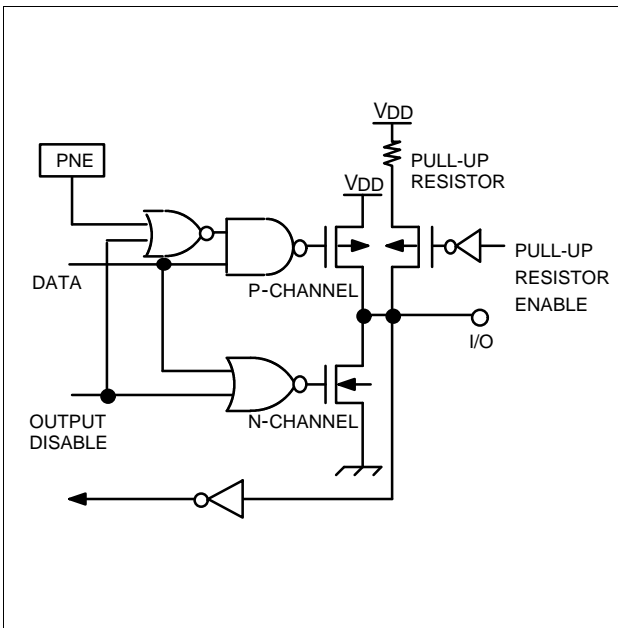 VDD
PNE
PULL-UP
RESISTOR
VDD
DATA
P-CHANNEL
PULL-UP
RESISTOR
ENABLE
I/O
OUTPUT
DISABLE
N-CHANNEL